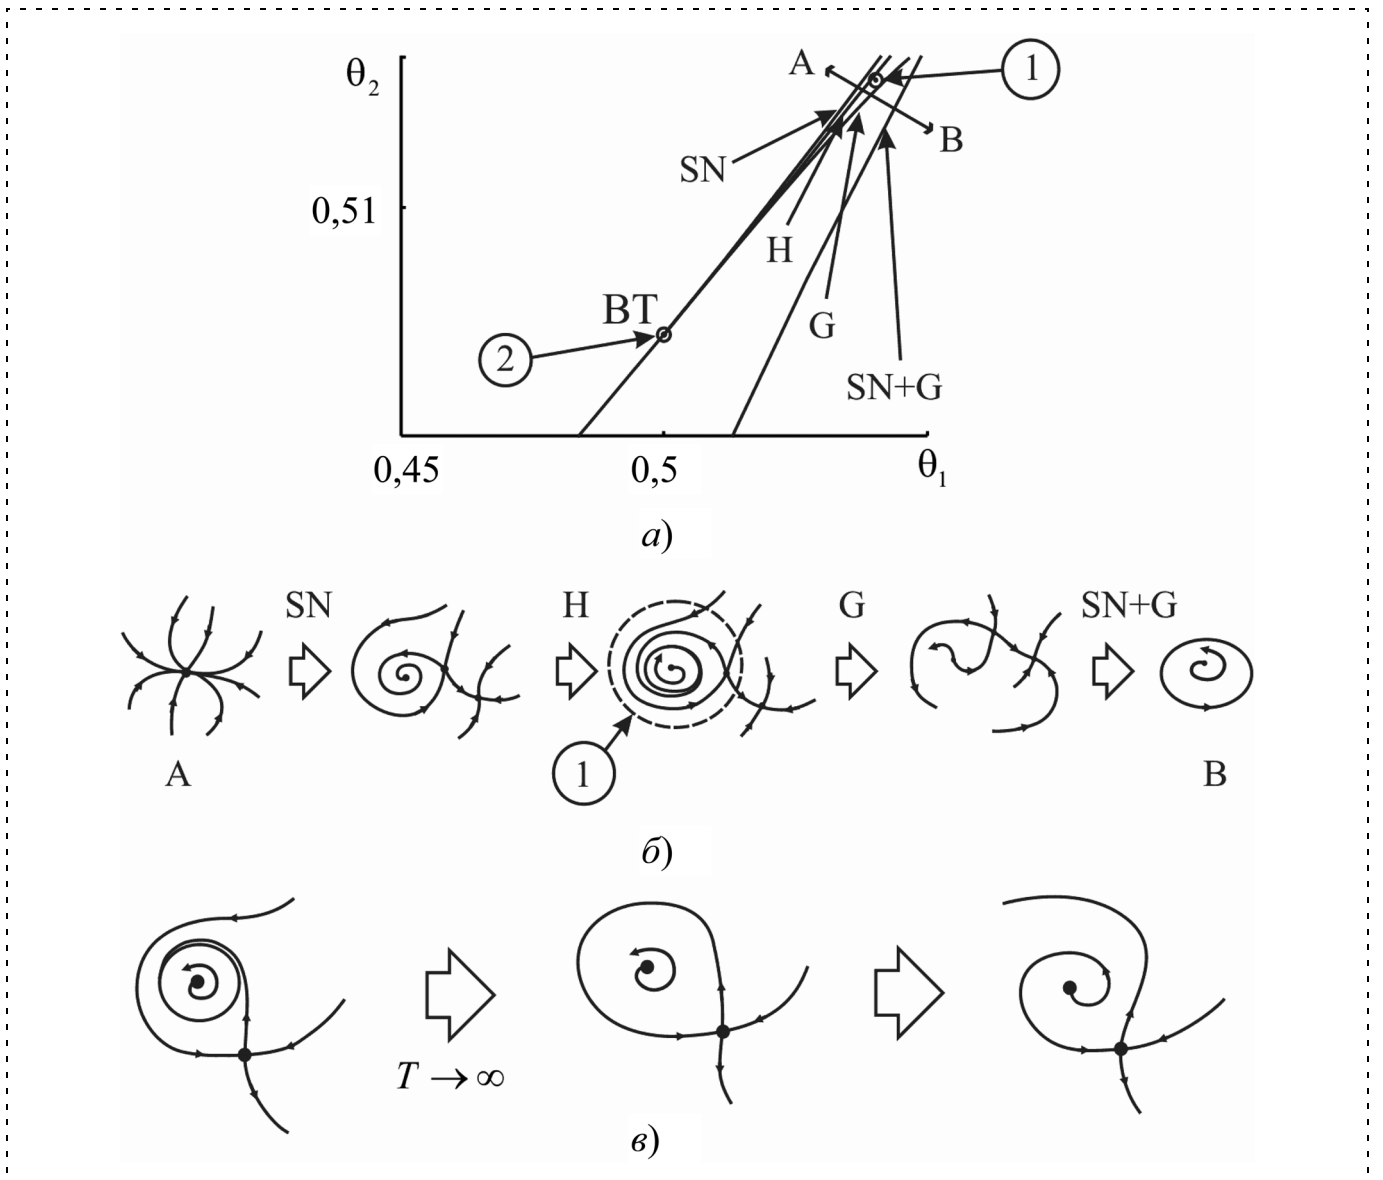 θ₂
A
1
B
SN
0,51
H
BT
G
2
SN+G
0,45
0,5
θ₁
а)
SN
H
G
SN+G
1
A
B
б)
T → ∞
в)